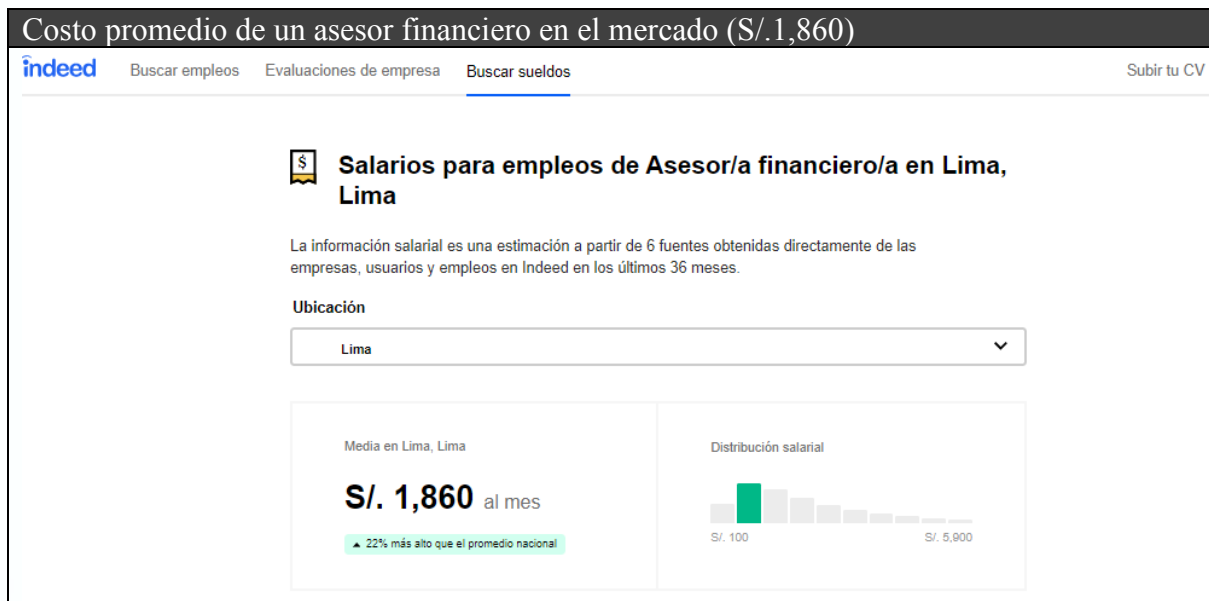 Costo promedio de un asesor financiero en el mercado (S/.1,860)
indeed Buscar empleos Evaluaciones de empresa Buscar sueldos Subir tu CV
Salarios para empleos de Asesor/a financiero/a en Lima,
Lima
La información salarial es una estimación a partir de 6 fuentes obtenidas directamente de las
empresas, usuarios y empleos en Indeed en los últimos 36 meses.
Ubicación
Lima
Media en Lima, Lima
S/. 1,860 al mes
▲ 22% más alto que el promedio nacional
Distribución salarial
S/. 100 S/. 5,900